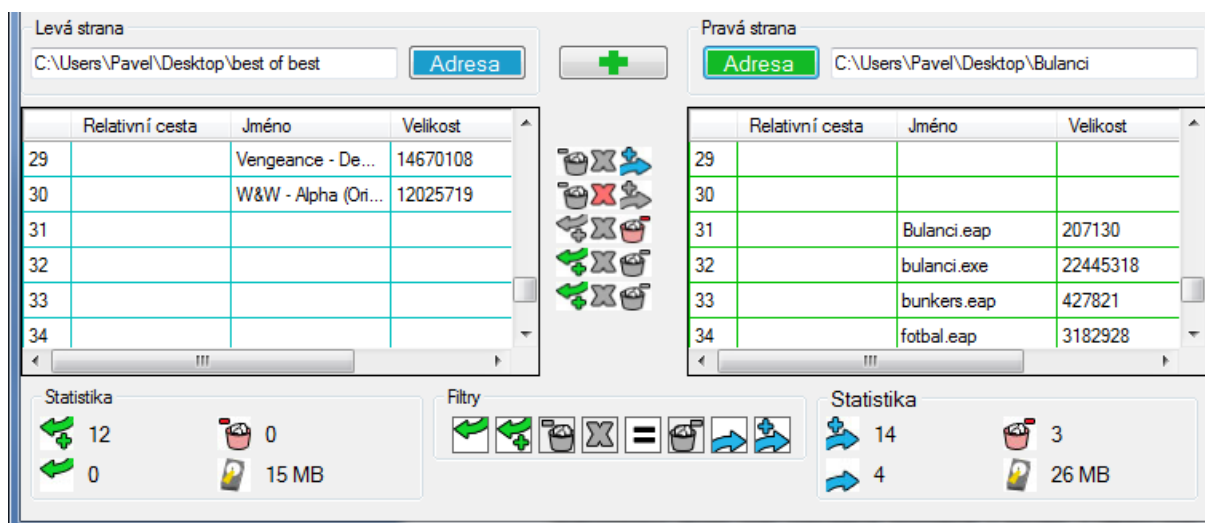 Levá strana
C:\Users\Pavel\Desktop\best of best Adresa
Pravá strana
Adresa C:\Users\Pavel\Desktop\Bulanci
Relativní cesta Jméno Velikost
29 Vengeance - De... 14670108
30 W&W - Alpha (Ori... 12025719
31
32
33
34
Relativní cesta Jméno Velikost
29
30
31 Bulanci.eap 207130
32 bulanci.exe 22445318
33 bunkers.eap 427821
34 fotbal.eap 3182928
Statistika
12 0
0 15 MB
Filtry
Statistika
14 3
4 26 MB